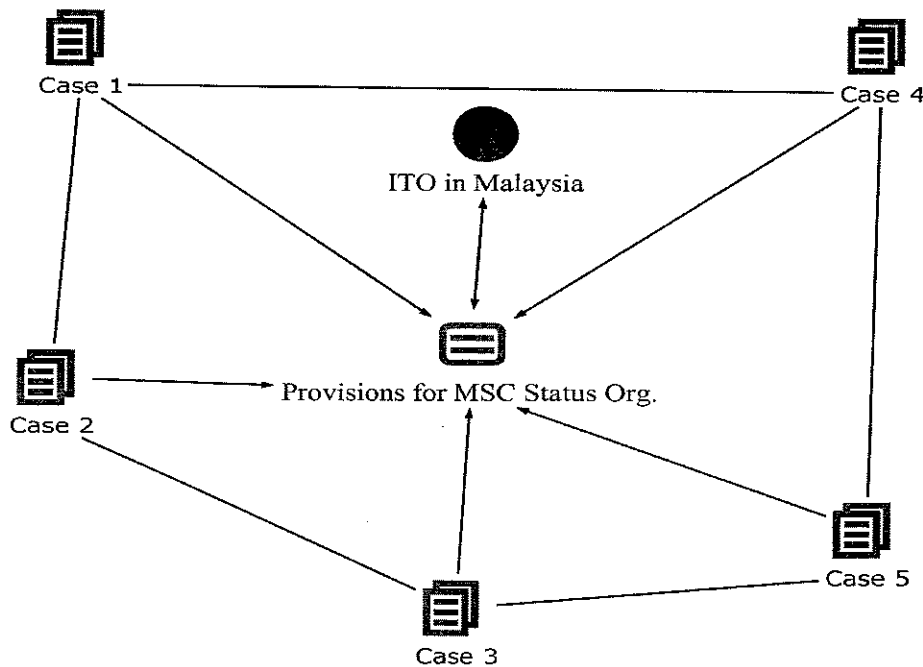 Case 1
Case 4
ITO in Malaysia
Provisions for MSC Status Org.
Case 2
Case 5
Case 3